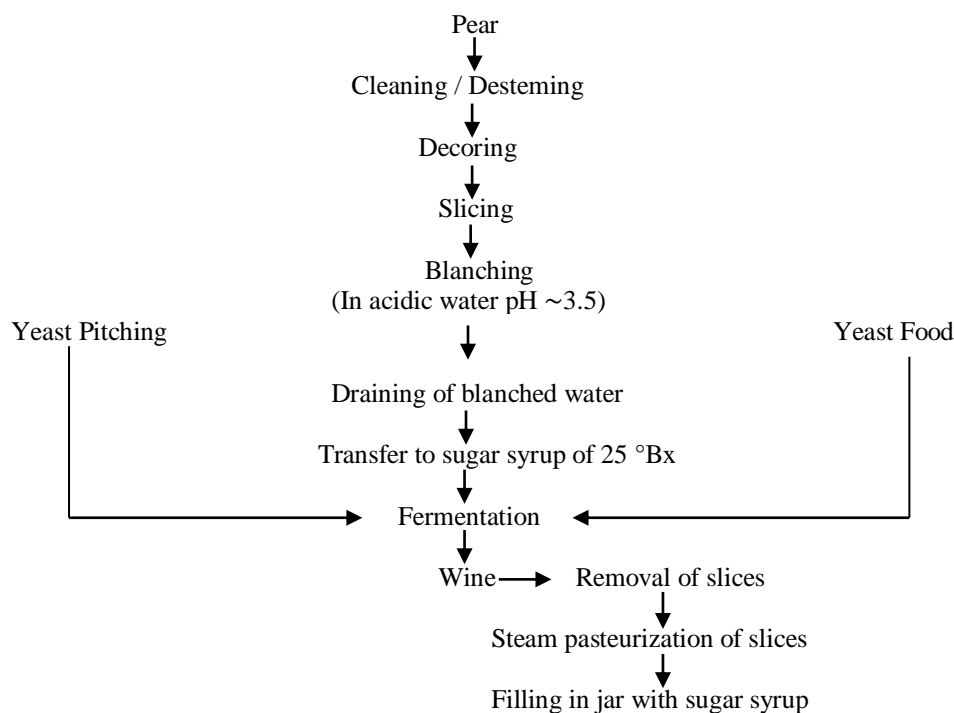 Pear
Cleaning / Desteming
Decoring
Slicing
Blanching
(In acidic water pH ~3.5)
Yeast Pitching
Yeast Food
Draining of blanched water
Transfer to sugar syrup of 25 °Bx
Fermentation
Wine
Removal of slices
Steam pasteurization of slices
Filling in jar with sugar syrup